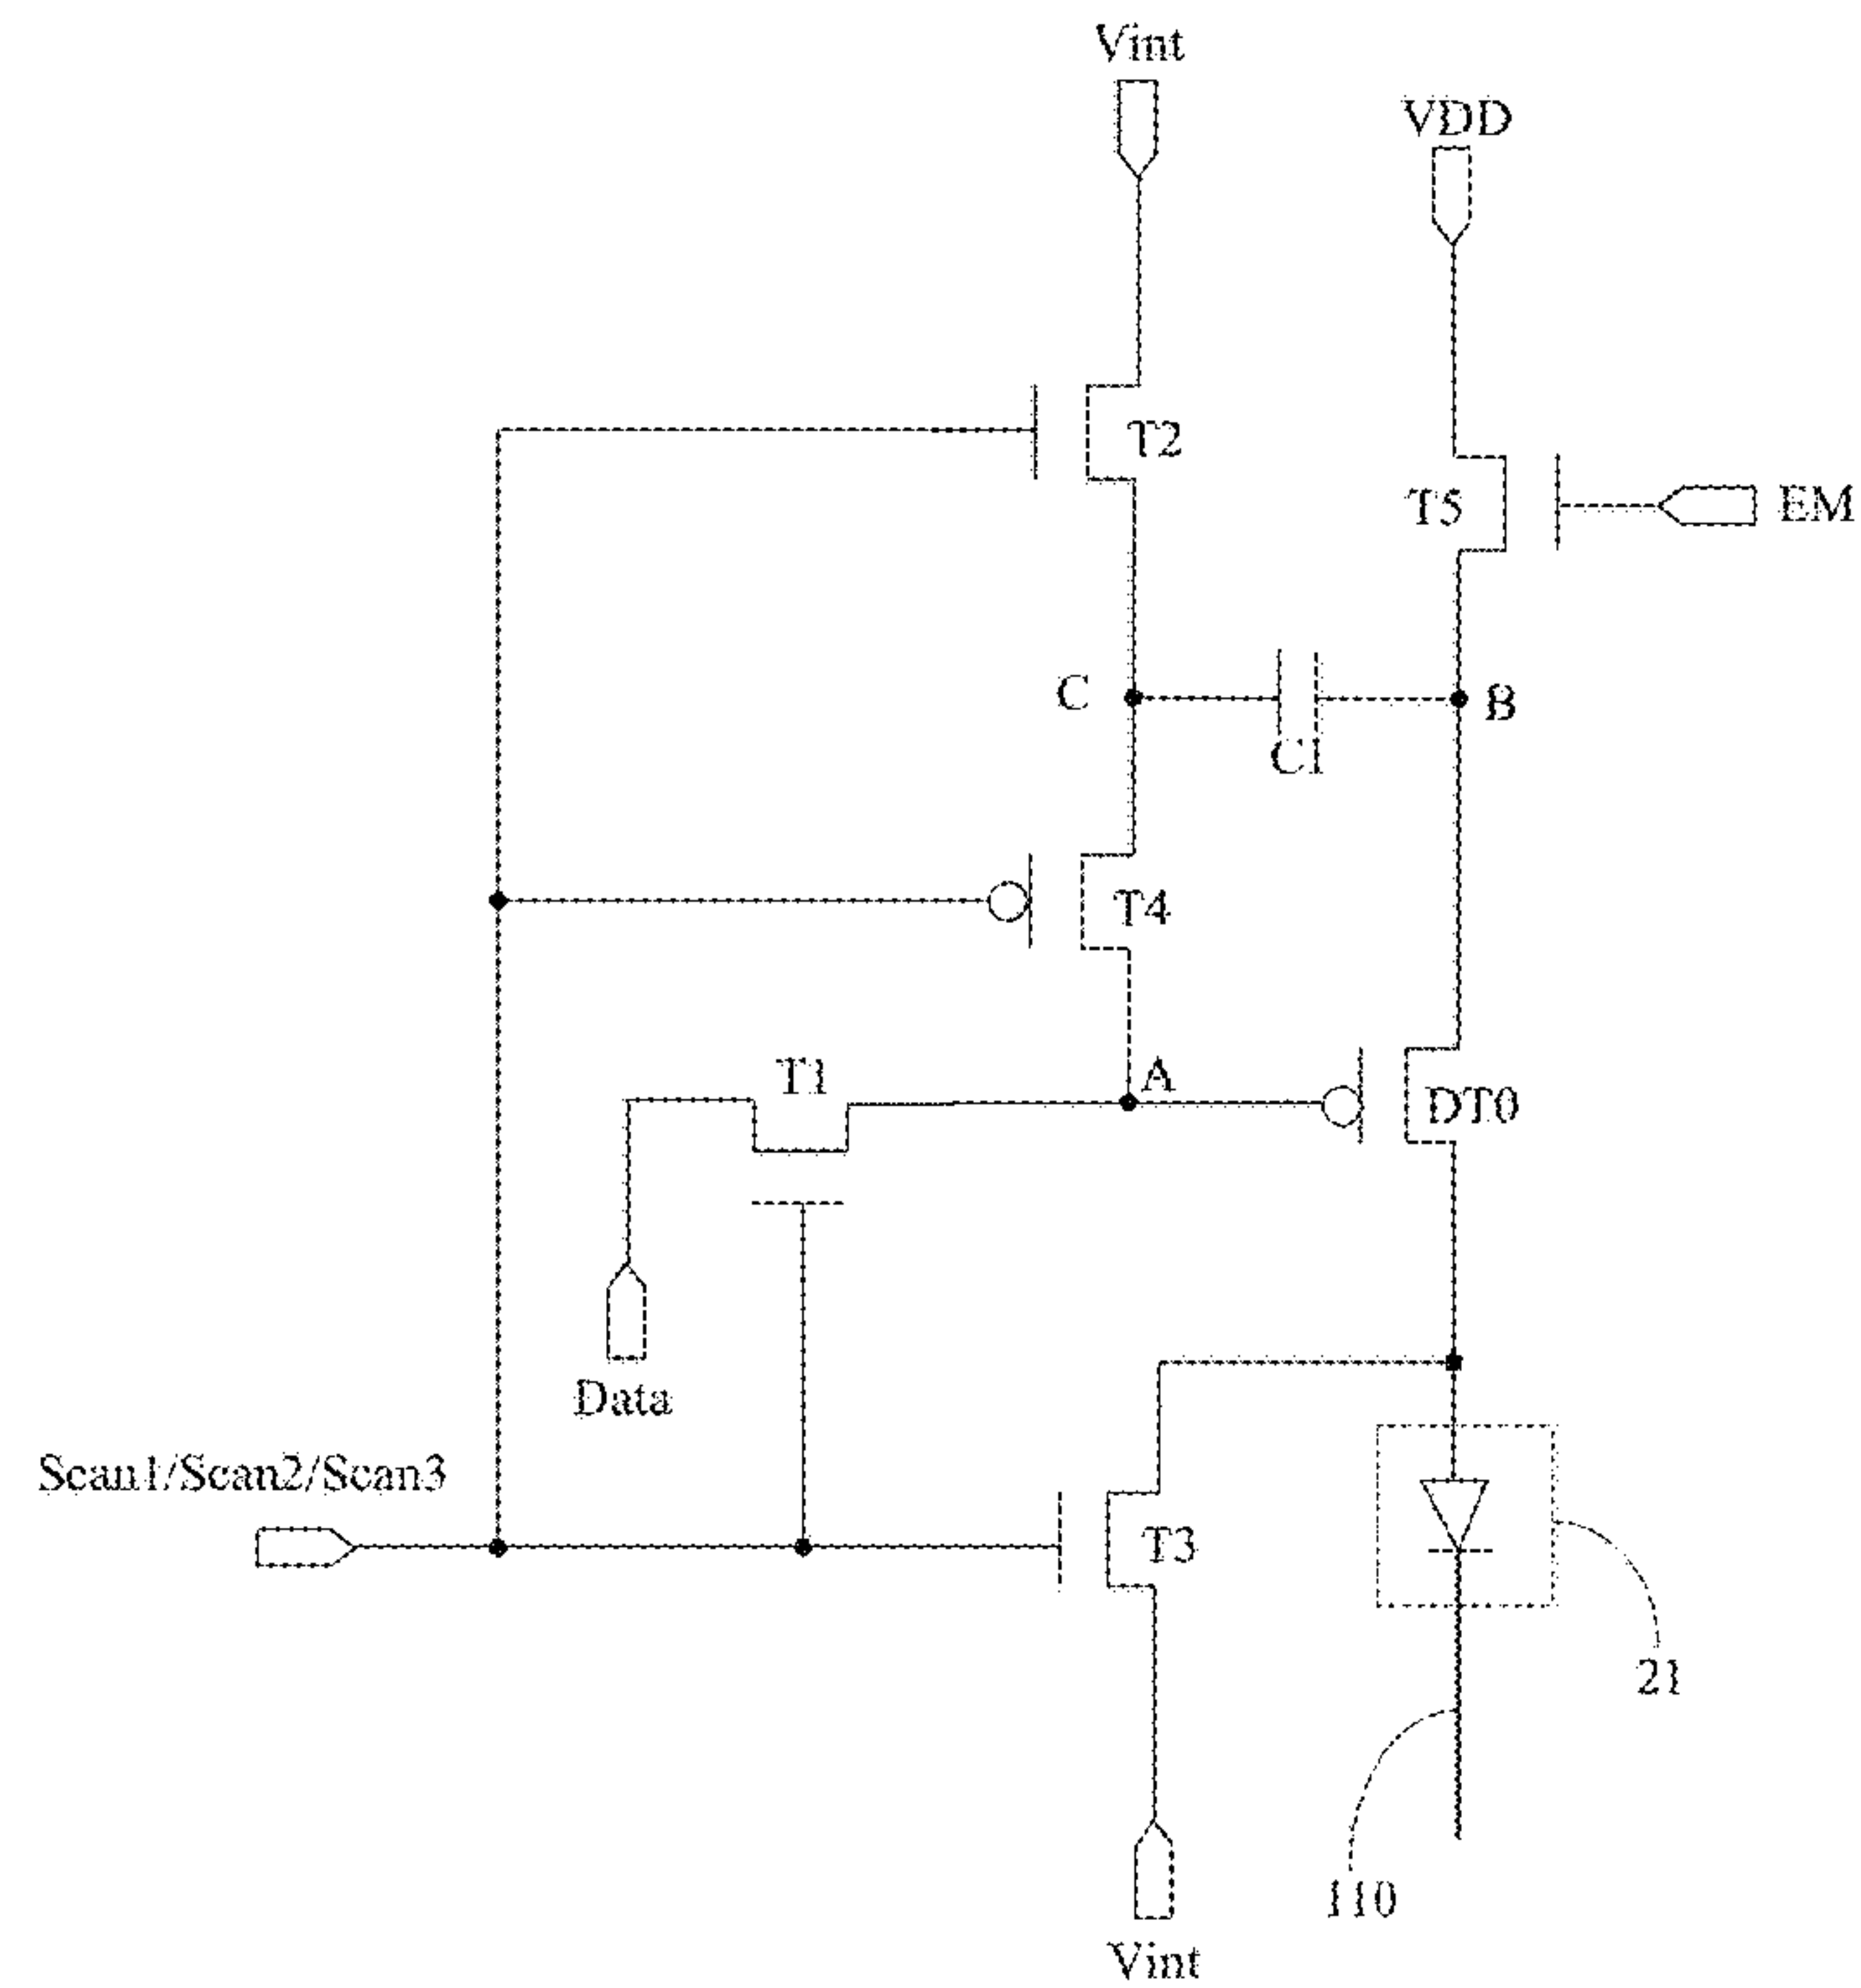 Vint
VDD
T2
T5
EM
C
B
C1
T4
T1
A
DT0
Data
Scan1/Scan2/Scan3
T3
21
110
Vint